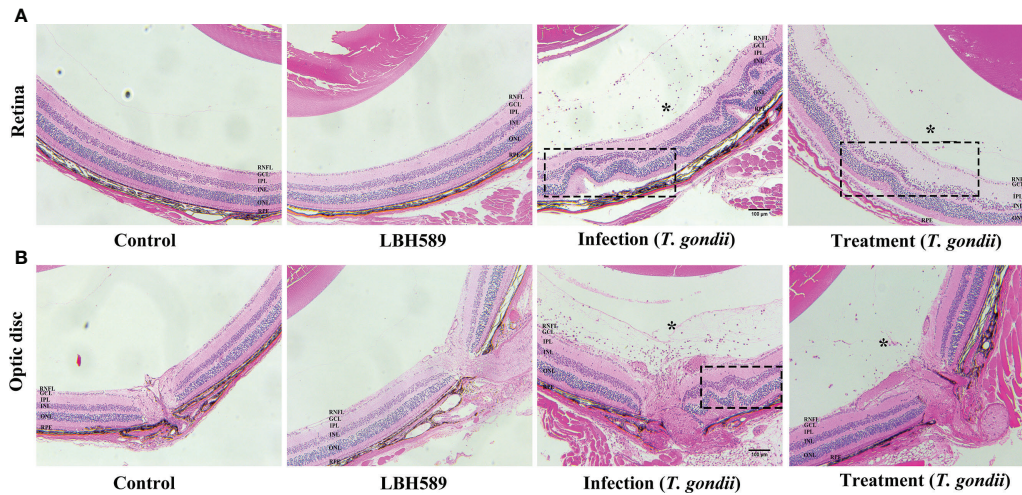 A
Retina
RNFL
GCL
IPL
INL
ONL
RPE
RNFL
GCL
IPL
INL
ONL
RPE
RNFL
GCL
IPL
INL
ONL
RPE
*
100 μm
RNFL
GCL
IPL
INL
ONL
RPE
*
Control
LBH589
Infection (T. gondii)
Treatment (T. gondii)
B
Optic disc
RNFL
GCL
IPL
INL
ONL
RPE
RNFL
GCL
IPL
INL
ONL
RPE
RNFL
GCL
IPL
INL
ONL
RPE
*
100 μm
RNFL
GCL
IPL
INL
ONL
RPE
*
Control
LBH589
Infection (T. gondii)
Treatment (T. gondii)